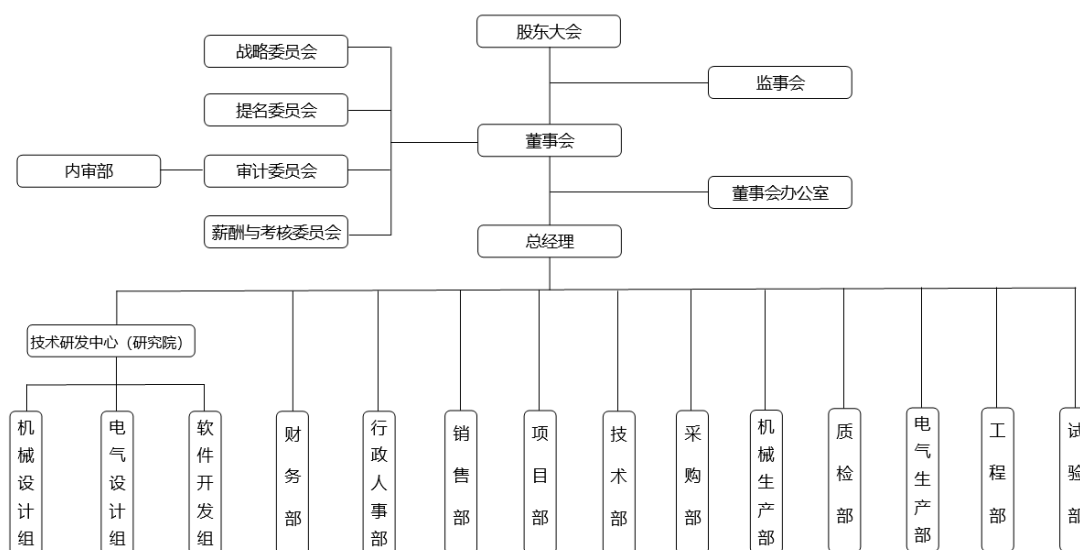 股东大会
战略委员会
监事会
提名委员会
董事会
内审部
审计委员会
董事会办公室
薪酬与考核委员会
总经理
技术研发中心（研究院）
机械设计组
电气设计组
软件开发组
财务部
行政人事部
销售部
项目部
技术部
采购部
机械生产部
质检部
电气生产部
工程部
试验部